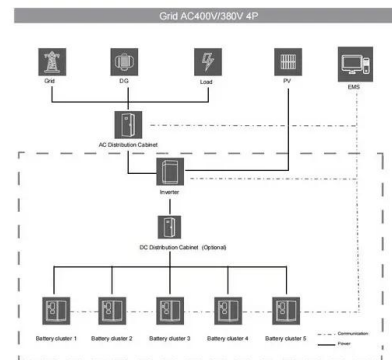 Grid AC400V/380V 4P
Grid DG Load PV EMS
AC Distribution Cabinet
Inverter
DC Distribution Cabinet (Optional)
Battery cluster 1 Battery cluster 2 Battery cluster 3 Battery cluster 4 Battery cluster 5
Communication
Power